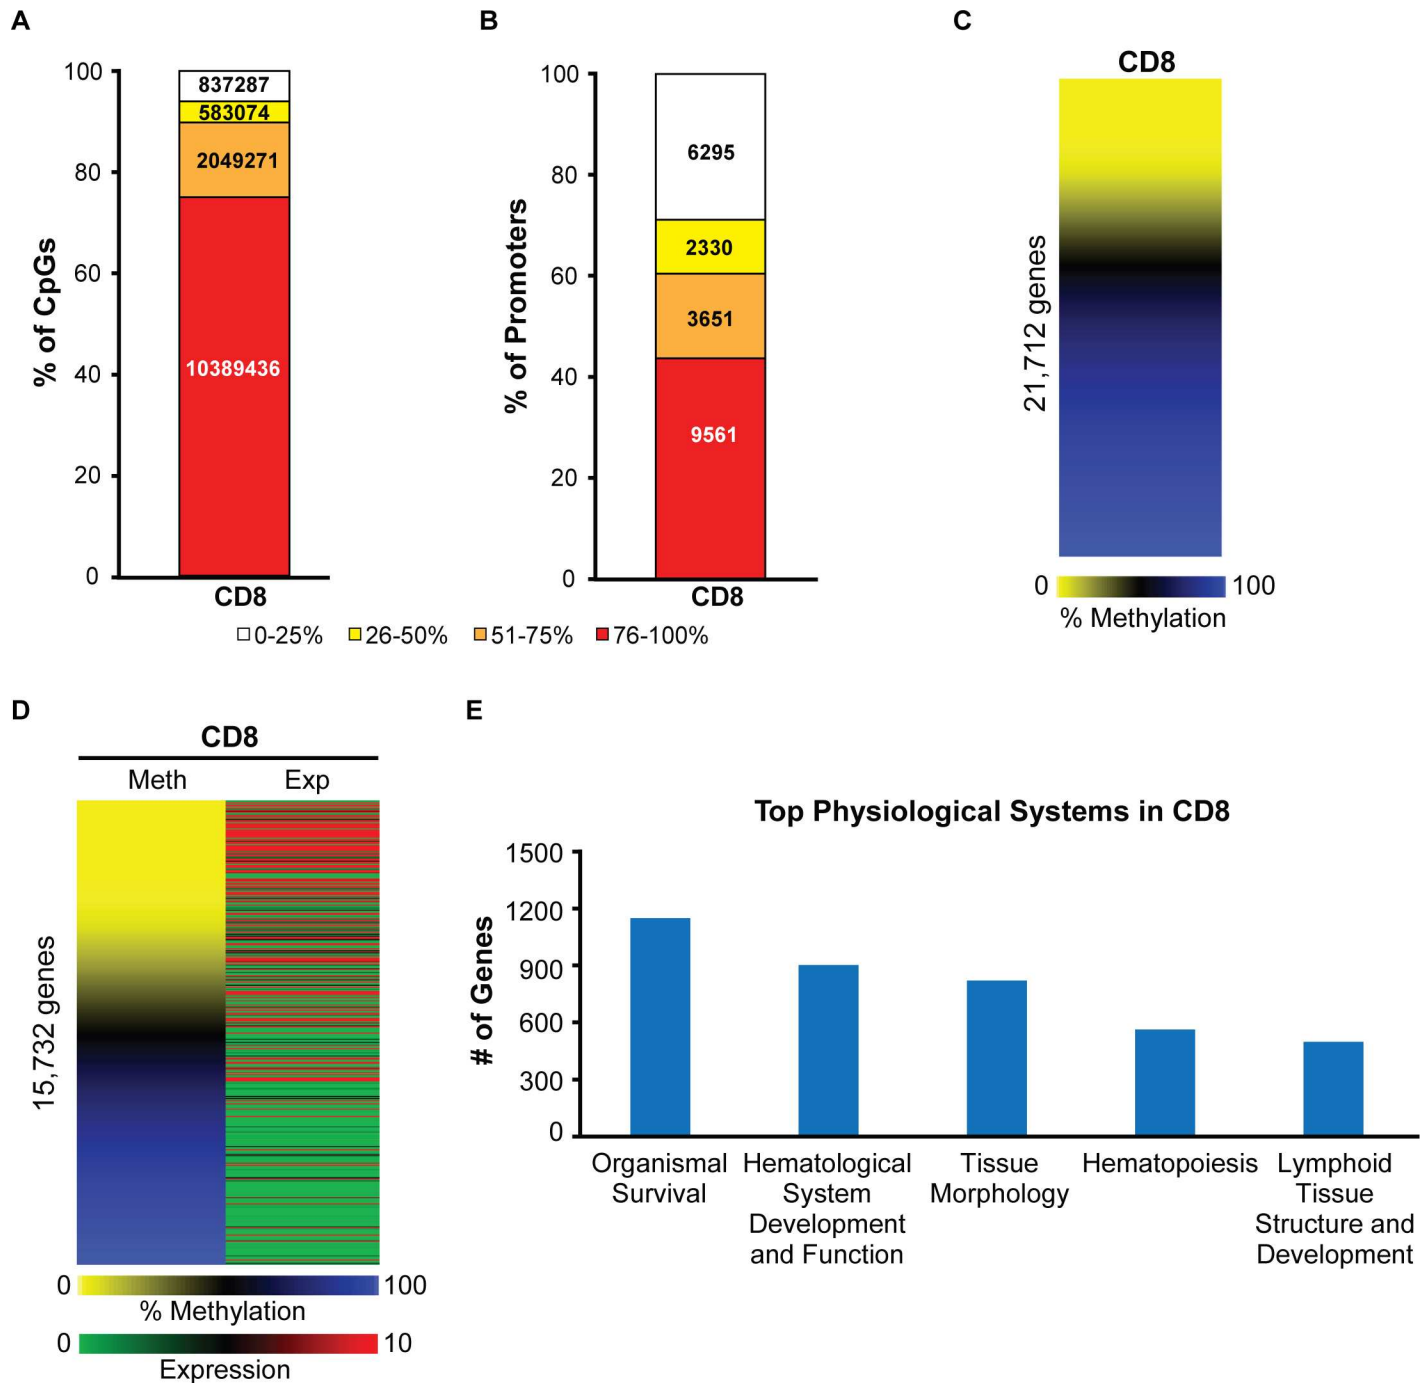 A
100
80
60
40
20
0
% of CpGs
837287
583074
2049271
10389436
CD8
B
100
80
60
40
20
0
% of Promoters
6295
2330
3651
9561
CD8
0-25% 26-50% 51-75% 76-100%
C
CD8
21,712 genes
0 100
% Methylation
D
CD8
Meth Exp
15,732 genes
0 100
% Methylation
0 10
Expression
E
Top Physiological Systems in CD8
1500
1200
900
600
300
0
# of Genes
Organismal
Survival
Hematological
System
Development
and Function
Tissue
Morphology
Hematopoiesis
Lymphoid
Tissue
Structure and
Development